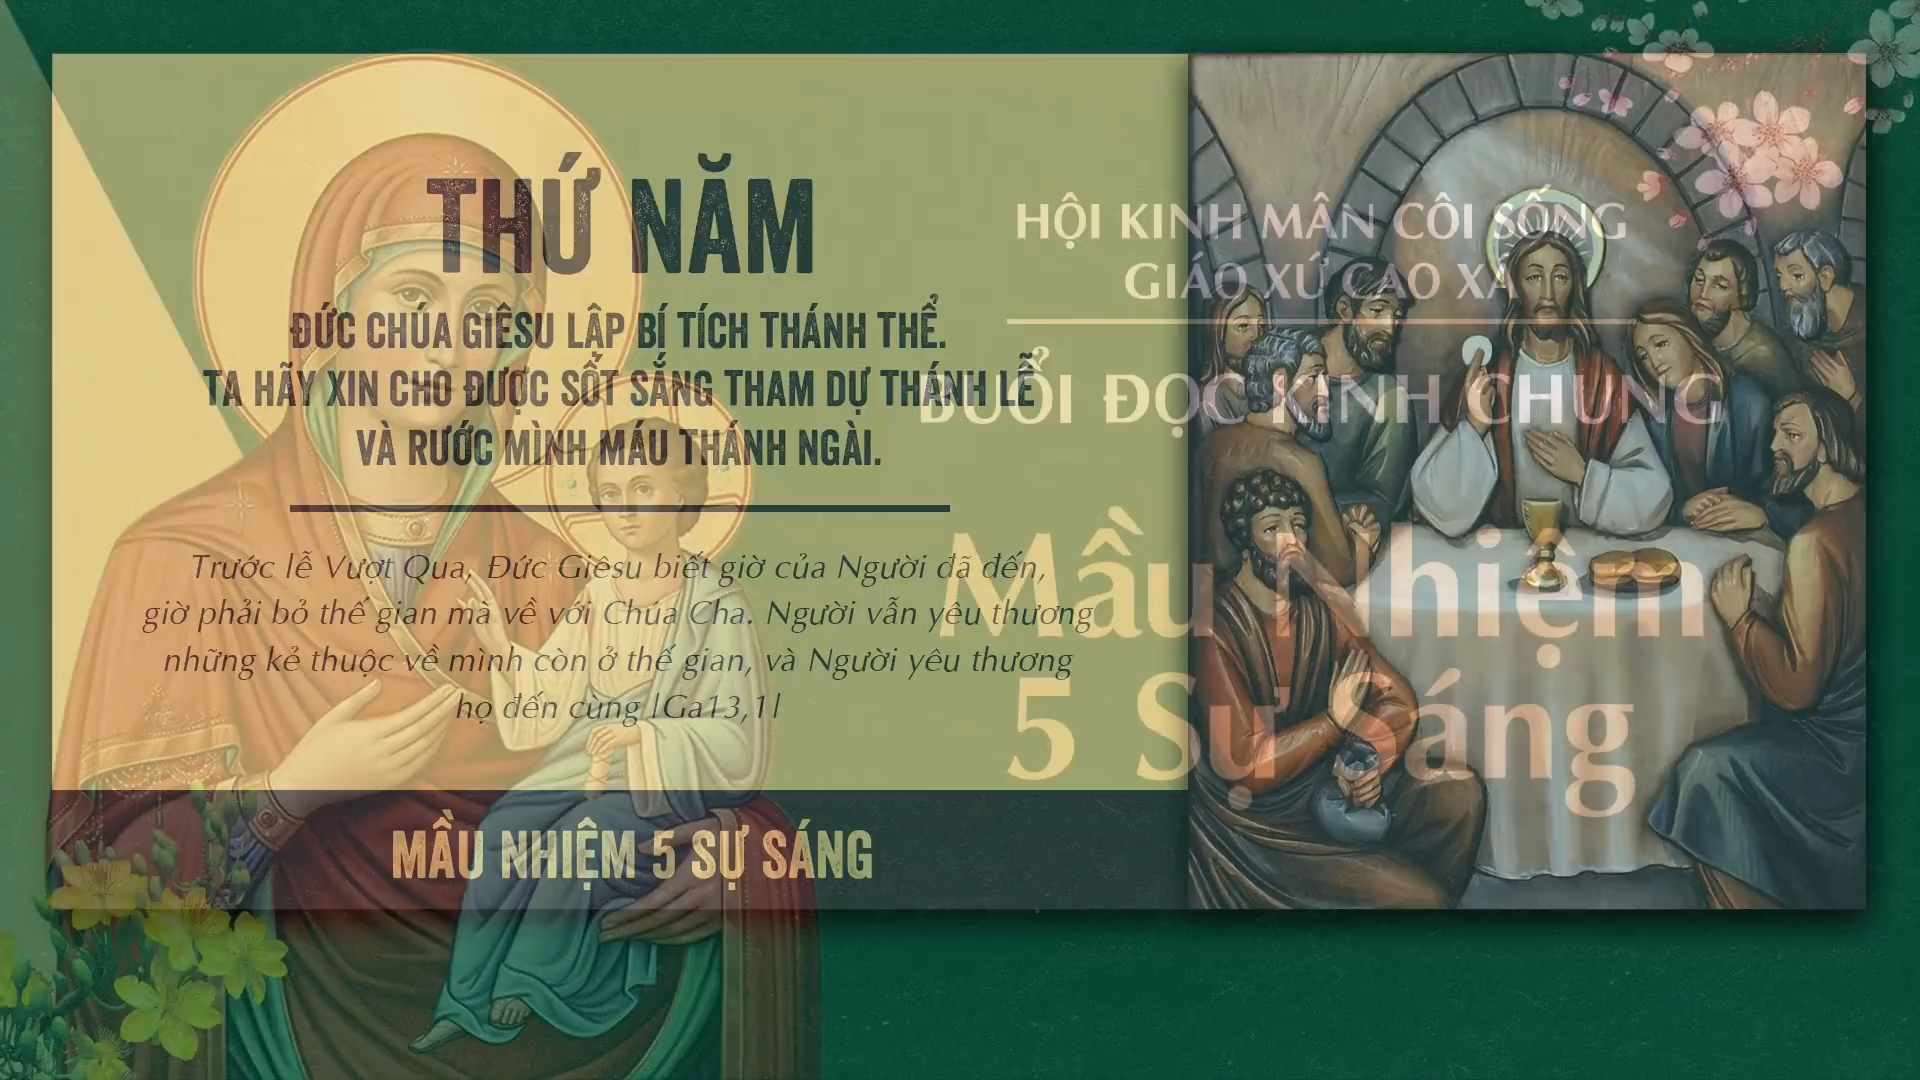 THỨ NĂM
ĐỨC CHÚA GIÊSU LẬP BÍ TÍCH THÁNH THỂ.
TA HÃY XIN CHO ĐƯỢC SỐT SẮNG THAM DỰ THÁNH LỄ
VÀ RƯỚC MÌNH MÁU THÁNH NGÀI.
Trước lễ Vượt Qua, Đức Giêsu biết giờ của Người đã đến,
giờ phải bỏ thế gian mà về với Chúa Cha. Người vẫn yêu thương
những kẻ thuộc về mình còn ở thế gian, và Người yêu thương
họ đến cùng |Ga13,1|
MẦU NHIỆM 5 SỰ SÁNG
HỘI KINH MÂN CÔI SỐNG
GIÁO XỨ CAO XÁ
BUỔI ĐỌC KINH CHUNG
Mầu Nhiệm
5 Sự Sáng